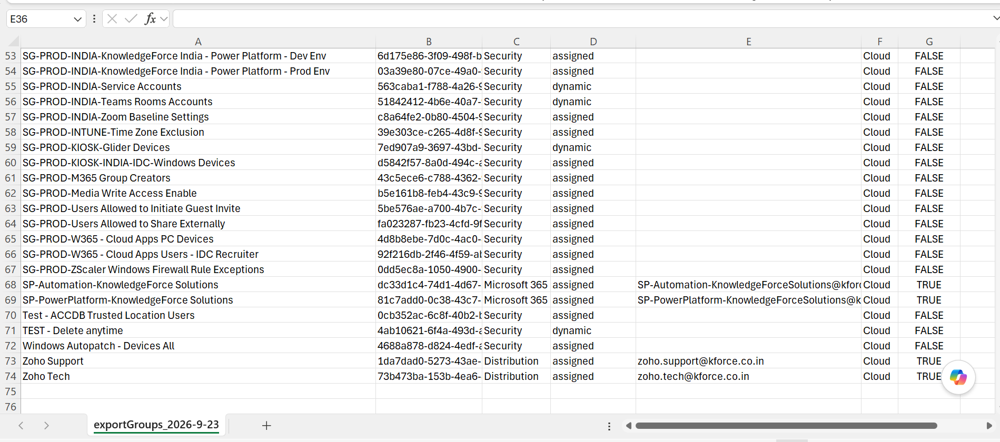 E36 fx
A B C D E F G
53 SG-PROD-INDIA-KnowledgeForce India - Power Platform - Dev Env 6d175e86-3f09-498f-b Security assigned Cloud FALSE
54 SG-PROD-INDIA-KnowledgeForce India - Power Platform - Prod Env 03a39e80-07ce-49a0- Security assigned Cloud FALSE
55 SG-PROD-INDIA-Service Accounts 563caba1-f788-4a26-9 Security dynamic Cloud FALSE
56 SG-PROD-INDIA-Teams Rooms Accounts 51842412-4b6e-40a7- Security dynamic Cloud FALSE
57 SG-PROD-INDIA-Zoom Baseline Settings c8a64fe2-0b80-4504-9 Security assigned Cloud FALSE
58 SG-PROD-INTUNE-Time Zone Exclusion 39e303ce-c265-4d8f-9 Security assigned Cloud FALSE
59 SG-PROD-KIOSK-Glider Devices 7ed907a9-3697-43bd- Security dynamic Cloud FALSE
60 SG-PROD-KIOSK-INDIA-IDC-Windows Devices d5842f57-8a0d-494c-a Security assigned Cloud FALSE
61 SG-PROD-M365 Group Creators 43c5ece6-c788-4362- Security assigned Cloud FALSE
62 SG-PROD-Media Write Access Enable b5e161b8-feb4-43c9-9 Security assigned Cloud FALSE
63 SG-PROD-Users Allowed to Initiate Guest Invite 5be576ae-a700-4b7c- Security assigned Cloud FALSE
64 SG-PROD-Users Allowed to Share Externally fa023287-fb23-4cfd-9f Security assigned Cloud FALSE
65 SG-PROD-W365 - Cloud Apps PC Devices 4d8b8ebe-7d0c-4ac0- Security assigned Cloud FALSE
66 SG-PROD-W365 - Cloud Apps Users - IDC Recruiter 92f216db-2f46-4f59-ab Security assigned Cloud FALSE
67 SG-PROD-ZScaler Windows Firewall Rule Exceptions 0dd5ec8a-1050-4900- Security assigned Cloud FALSE
68 SP-Automation-KnowledgeForce Solutions dc33d1c4-74d1-4d67- Microsoft 365 assigned SP-Automation-KnowledgeForceSolutions@kforc Cloud TRUE
69 SP-PowerPlatform-KnowledgeForce Solutions 81c7add0-0c38-43c7- Microsoft 365 assigned SP-PowerPlatform-KnowledgeForceSolutions@k Cloud TRUE
70 Test - ACCDB Trusted Location Users 0cb352ac-6c8f-40b2-b Security assigned Cloud FALSE
71 TEST - Delete anytime 4ab10621-6f4a-493d-a Security dynamic Cloud FALSE
72 Windows Autopatch - Devices All 4688a878-d824-4edf-a Security assigned Cloud FALSE
73 Zoho Support 1da7dad0-5273-43ae- Distribution assigned zoho.support@kforce.co.in Cloud TRUE
74 Zoho Tech 73b473ba-153b-4ea6- Distribution assigned zoho.tech@kforce.co.in Cloud TRUE
75
76
exportGroups_2026-9-23